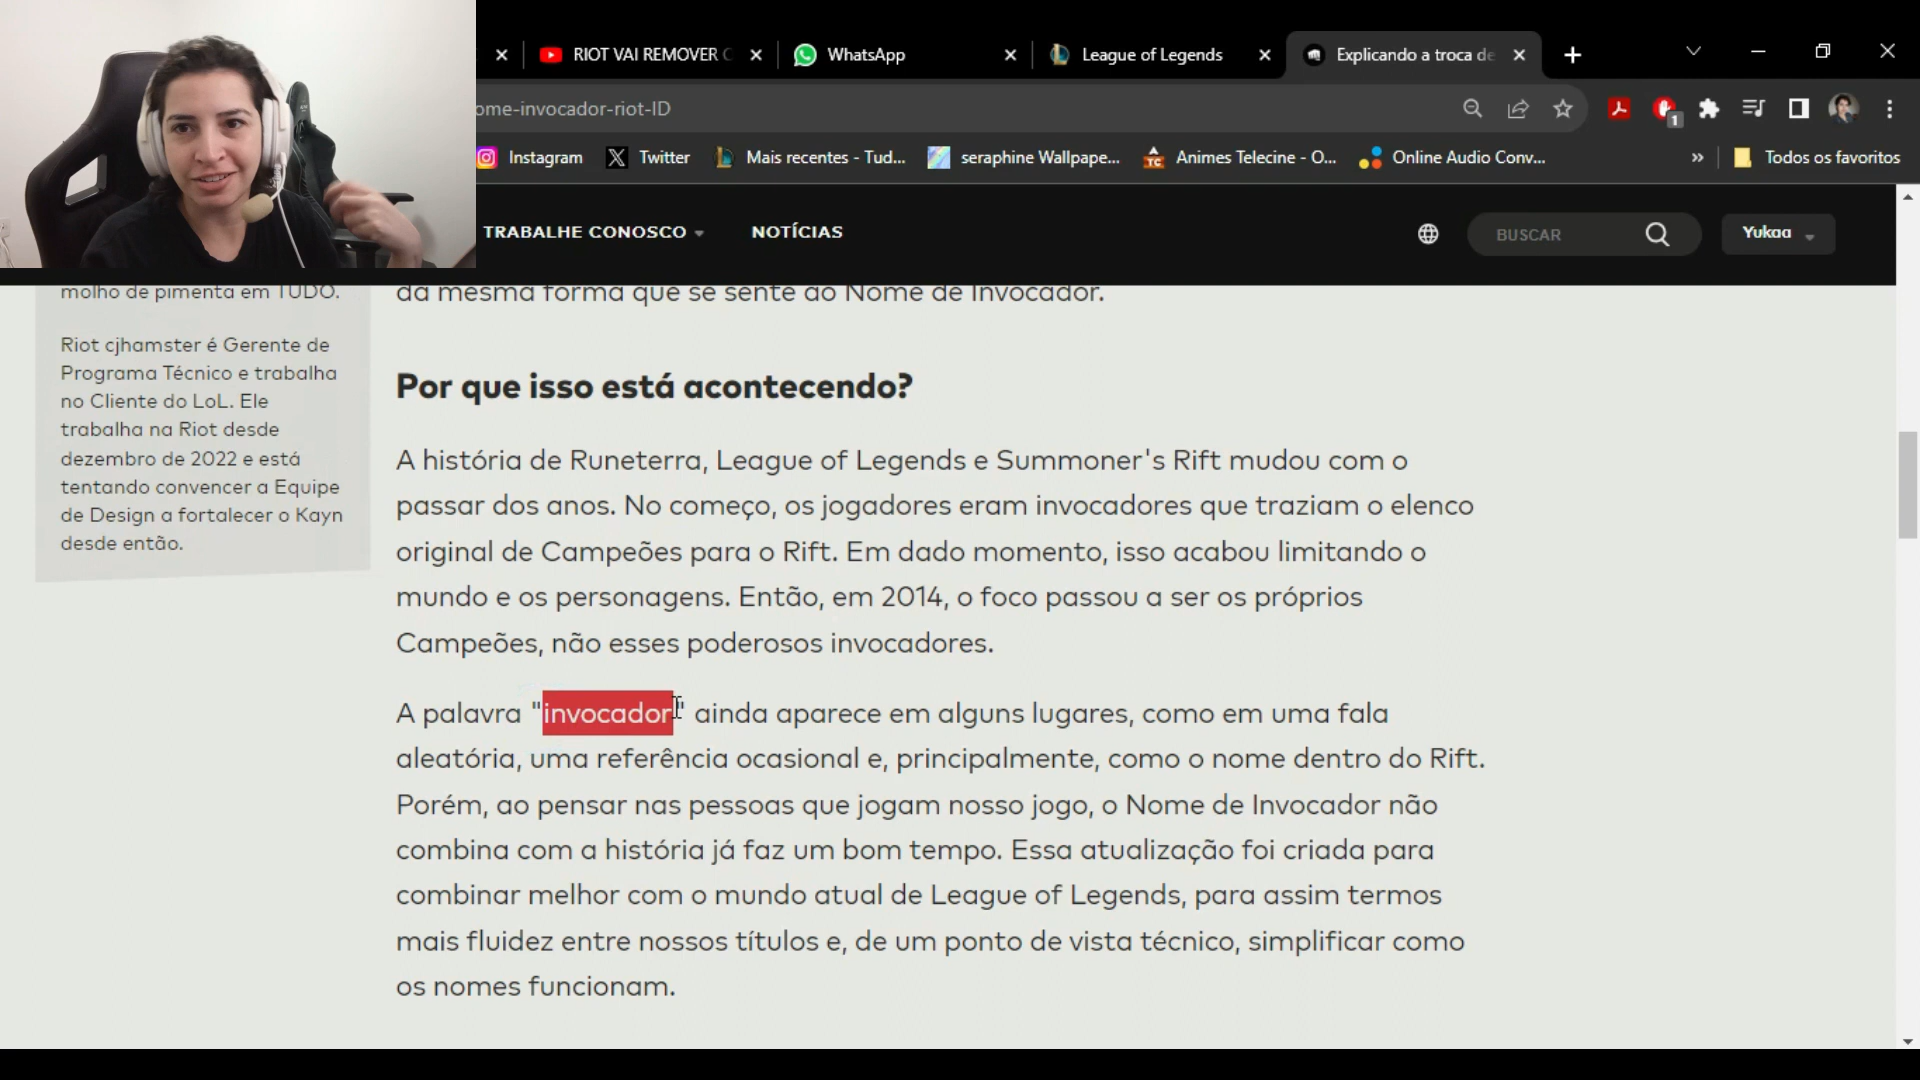 RIOT VAI REMOVER
WhatsApp
League of Legends
Explicando a troca de
ome-invocador-riot-ID
1
Instagram
Twitter
Mais recentes - Tud...
seraphine Wallpape...
Animes Telecine - O...
Online Audio Conv...
»
Todos os favoritos
TRABALHE CONOSCO
NOTÍCIAS
BUSCAR
Yukaa
molho de pimenta em TUDO.
Riot cjhamster é Gerente de
Programa Técnico e trabalha
no Cliente do LoL. Ele
trabalha na Riot desde
dezembro de 2022 e está
tentando convencer a Equipe
de Design a fortalecer o Kayn
desde então.
da mesma forma que se sente ao Nome de Invocador.
Por que isso está acontecendo?
A história de Runeterra, League of Legends e Summoner's Rift mudou com o
passar dos anos. No começo, os jogadores eram invocadores que traziam o elenco
original de Campeões para o Rift. Em dado momento, isso acabou limitando o
mundo e os personagens. Então, em 2014, o foco passou a ser os próprios
Campeões, não esses poderosos invocadores.
A palavra "invocador" ainda aparece em alguns lugares, como em uma fala
aleatória, uma referência ocasional e, principalmente, como o nome dentro do Rift.
Porém, ao pensar nas pessoas que jogam nosso jogo, o Nome de Invocador não
combina com a história já faz um bom tempo. Essa atualização foi criada para
combinar melhor com o mundo atual de League of Legends, para assim termos
mais fluidez entre nossos títulos e, de um ponto de vista técnico, simplificar como
os nomes funcionam.